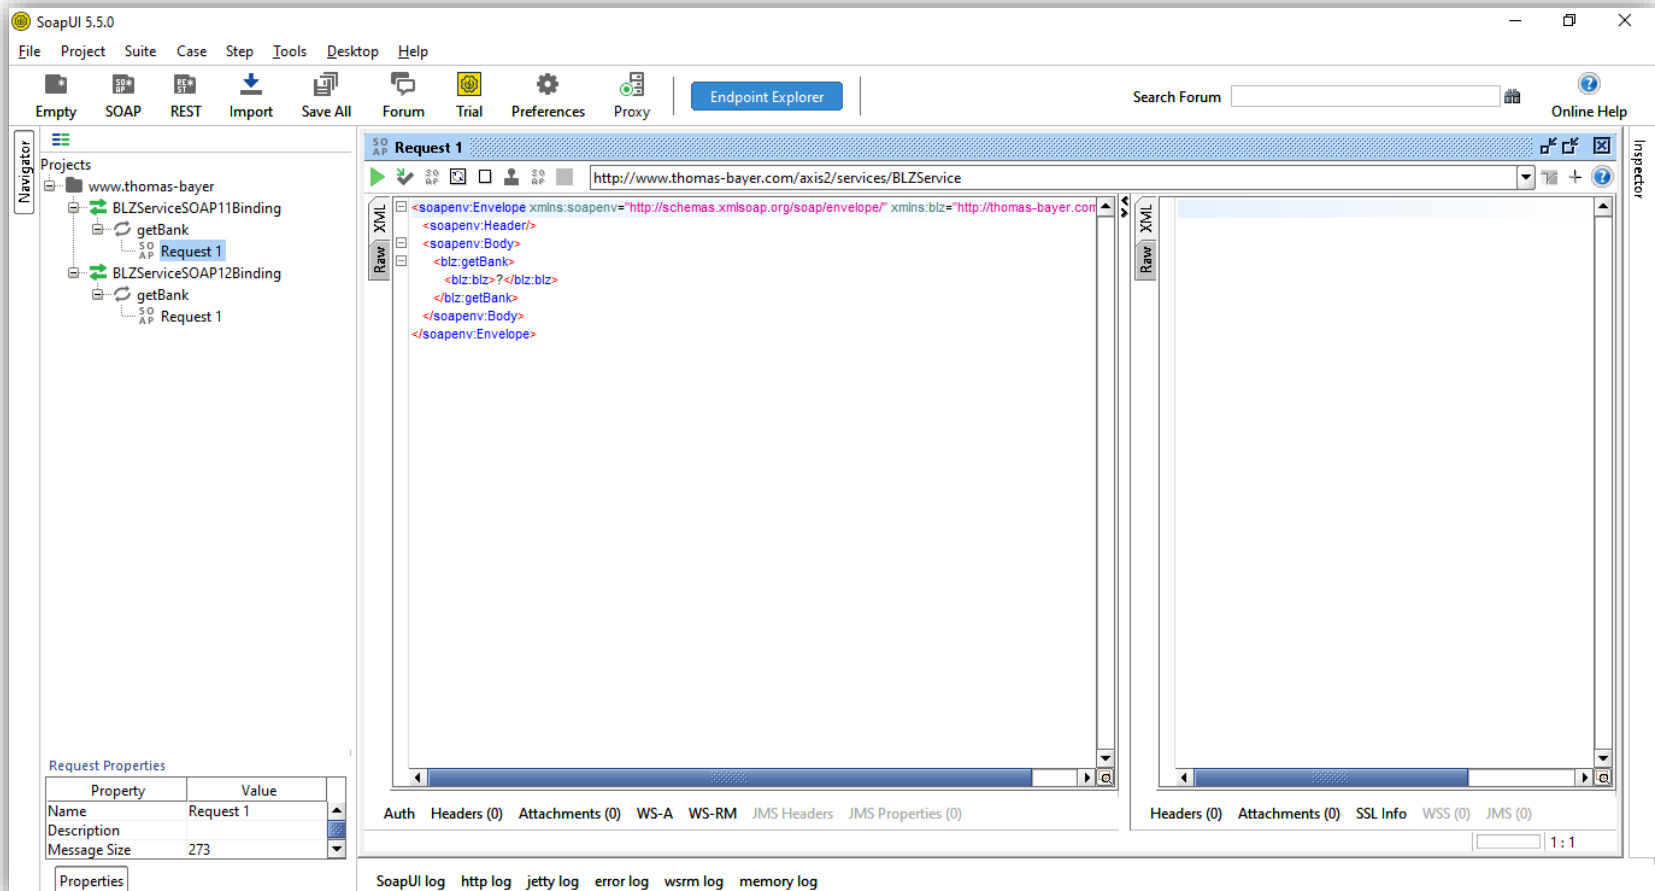 SoapUI 5.5.0
File Project Suite Case Step Tools Desktop Help
Empty SOAP REST Import Save All Forum Trial Preferences Proxy Endpoint Explorer Search Forum Online Help
Navigator
Projects
www.thomas-bayer
BLZServiceSOAP11Binding
getBank
SOAP Request 1
BLZServiceSOAP12Binding
getBank
SOAP Request 1
Request Properties
Property Value
Name Request 1
Description
Message Size 273
Properties
SOAP Request 1
http://www.thomas-bayer.com/axis2/services/BLZService
XML
Raw
<soapenv:Envelope xmlns:soapenv="http://schemas.xmlsoap.org/soap/envelope/" xmlns:blz="http://thomas-bayer.com
<soapenv:Header/>
<soapenv:Body>
<blz:getBank>
<blz:blz>?</blz:blz>
</blz:getBank>
</soapenv:Body>
</soapenv:Envelope>
Auth Headers (0) Attachments (0) WS-A WS-RM JMS Headers JMS Properties (0)
XML
Raw
Headers (0) Attachments (0) SSL Info WSS (0) JMS (0)
1 : 1
Inspector
SoapUI log http log jetty log error log wsrm log memory log